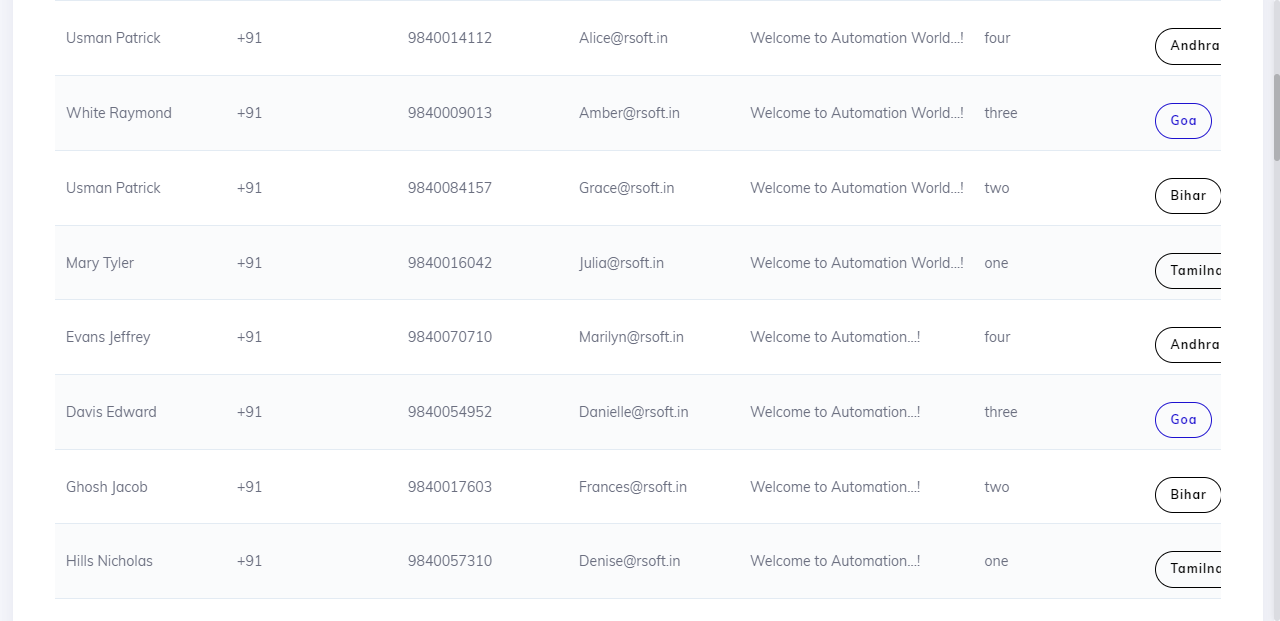 Usman Patrick +91 9840014112 Alice@rsoft.in Welcome to Automation World...! four Andhra
White Raymond +91 9840009013 Amber@rsoft.in Welcome to Automation World...! three Goa
Usman Patrick +91 9840084157 Grace@rsoft.in Welcome to Automation World...! two Bihar
Mary Tyler +91 9840016042 Julia@rsoft.in Welcome to Automation World...! one
Evans Jeffrey +91 9840070710 Marilyn@rsoft.in Welcome to Automation...! four Andhra
Davis Edward +91 9840054952 Danielle@rsoft.in Welcome to Automation...! three Goa
Ghosh Jacob +91 9840017603 Frances@rsoft.in Welcome to Automation...! two Bihar
Hills Nicholas +91 9840057310 Denise@rsoft.in Welcome to Automation...! one